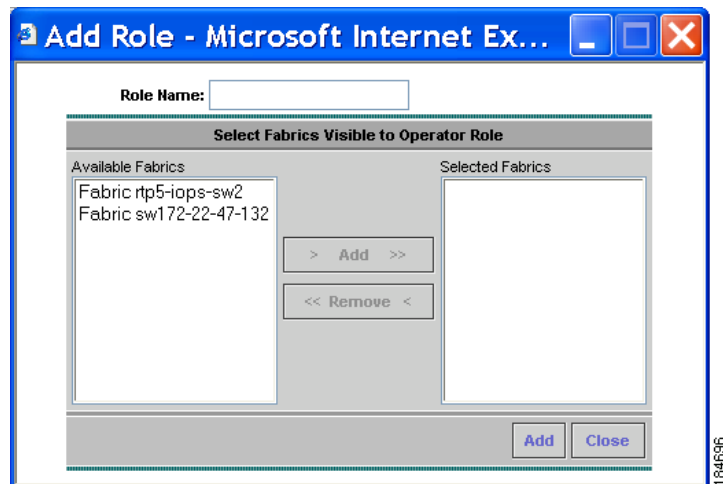 Add Role - Microsoft Internet Ex...
Role Name:
Select Fabrics Visible to Operator Role
Available Fabrics
Selected Fabrics
Fabric rtp5-iops-sw2
Fabric sw172-22-47-132
> Add >>
<< Remove <
Add
Close
184696